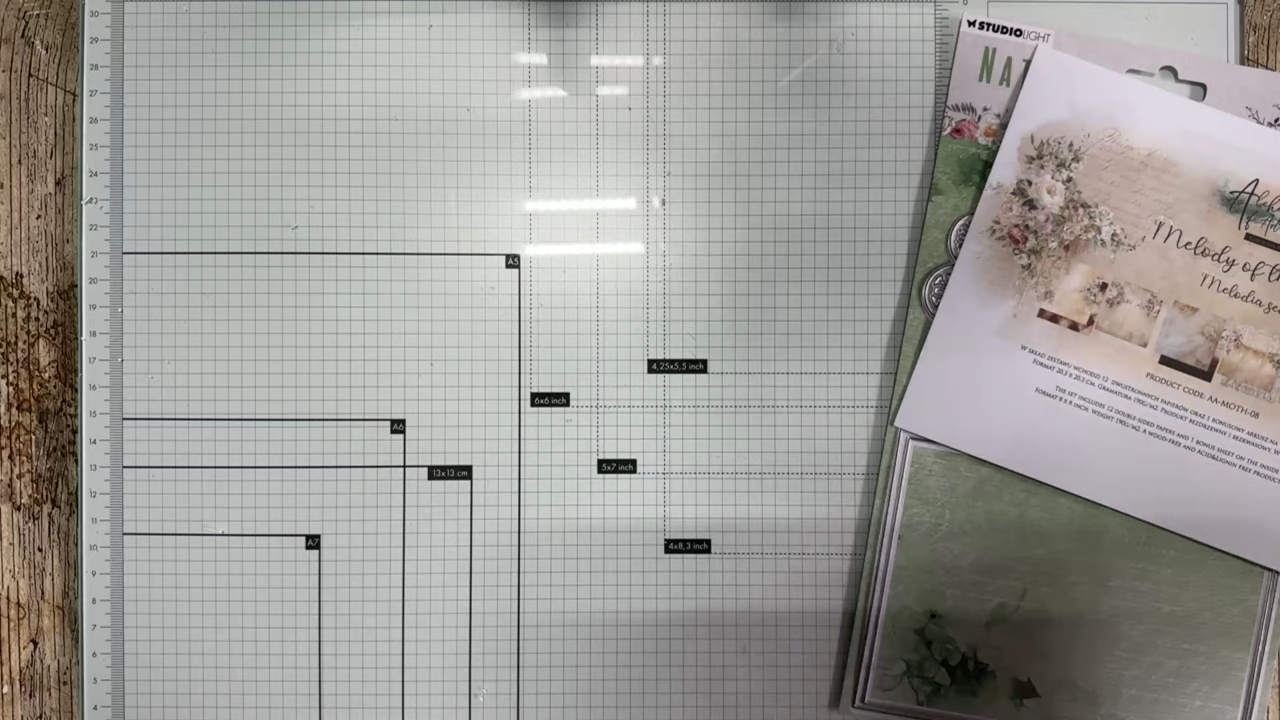 30
29
28
27
26
25
24
23
22
21
20
19
18
17
16
15
14
13
12
11
10
9
8
7
6
5
4
A5
4,25x5,5 inch
6x6 inch
A6
13x13 cm
5x7 inch
A7
4x8,3 inch
0
STUDIOLIGHT
NAT
Melody of th
Melodia se
W SKŁAD ZESTAWU WCHODZI 12 DWUSTRONNYCH PAPIERÓW ORAZ 1 BONUSOWY ARKUSZ NA
FORMAT 20.3 X 20.3 CM. GRAMATURA 190G/M2. PRODUKT BEZDRZEWNY I BEZKWASOWY.
PRODUCT CODE: AA-MOTH-08
THE SET INCLUDES 12 DOUBLE-SIDED PAPERS AND 1 BONUS SHEET ON THE INSIDE
FORMAT 8 X 8 INCH. WEIGHT 190G/M2. A WOOD-FREE AND ACID&LIGNIN FREE PRODUCT